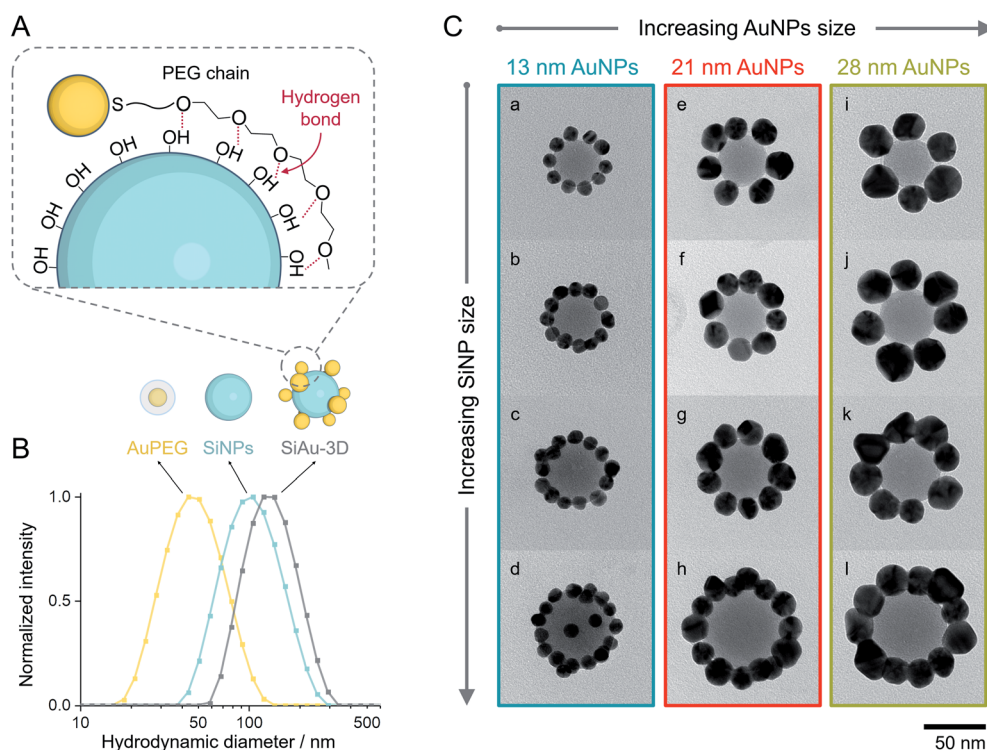 A
PEG chain
S
O
O
O
O
O
Hydrogen
bond
OH
OH
OH
OH
OH
OH
OH
OH
AuPEG
SiNPs
SiAu-3D
B
Normalized intensity
1.0
0.5
0.0
10
50
100
500
Hydrodynamic diameter / nm
C
Increasing AuNPs size
Increasing SiNP size
13 nm AuNPs
21 nm AuNPs
28 nm AuNPs
a
e
i
b
f
j
c
g
k
d
h
l
50 nm